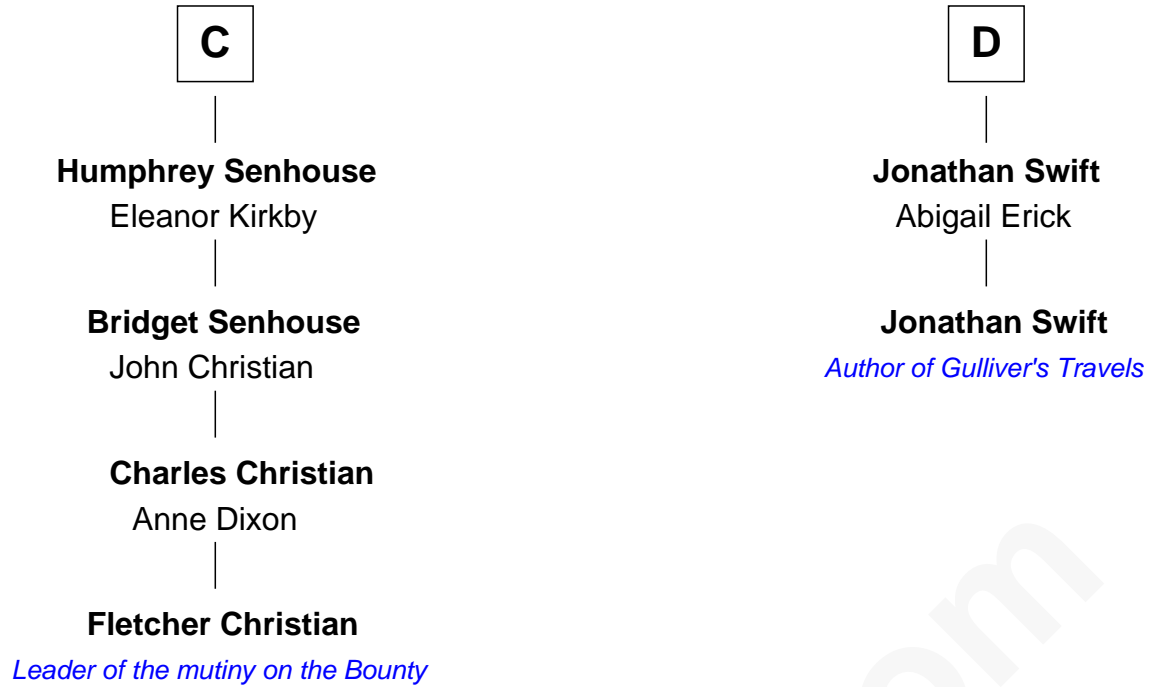 C
Humphrey Senhouse
Eleanor Kirkby
Bridget Senhouse
John Christian
Charles Christian
Anne Dixon
Fletcher Christian
Leader of the mutiny on the Bounty
D
Jonathan Swift
Abigail Erick
Jonathan Swift
Author of Gulliver's Travels
om